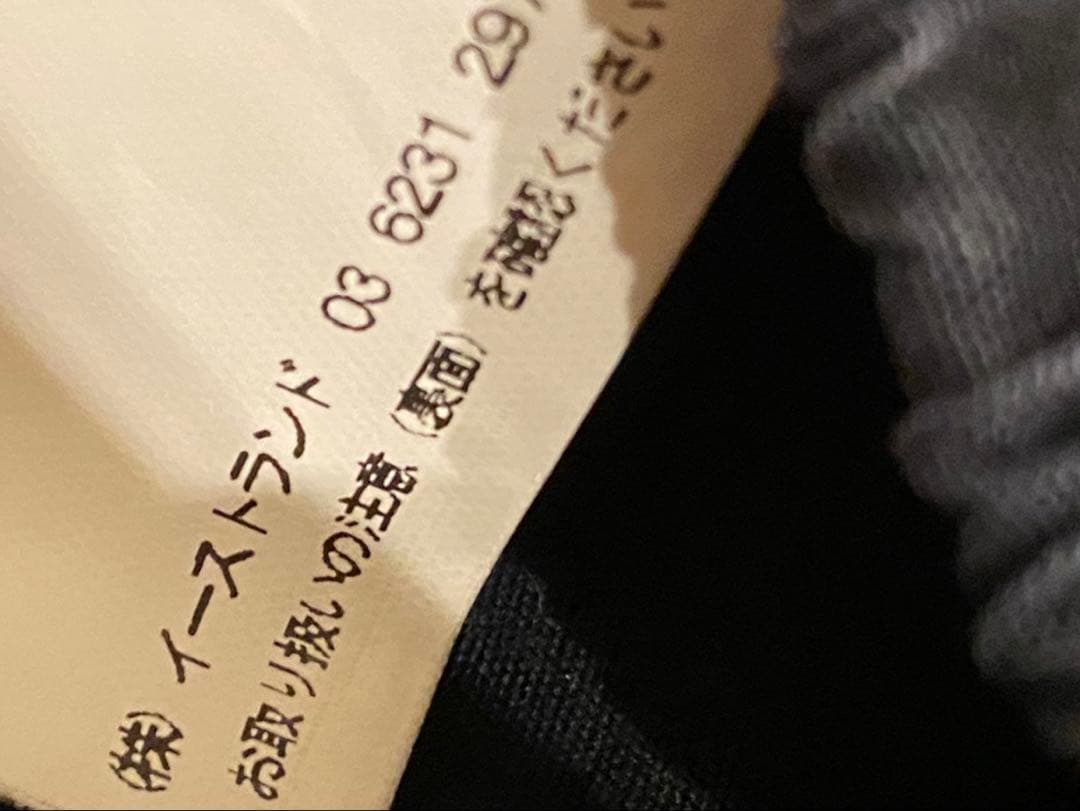 (株) イーストランド 03 6231 29
お取り扱いの注意 (裏面) を確認ください